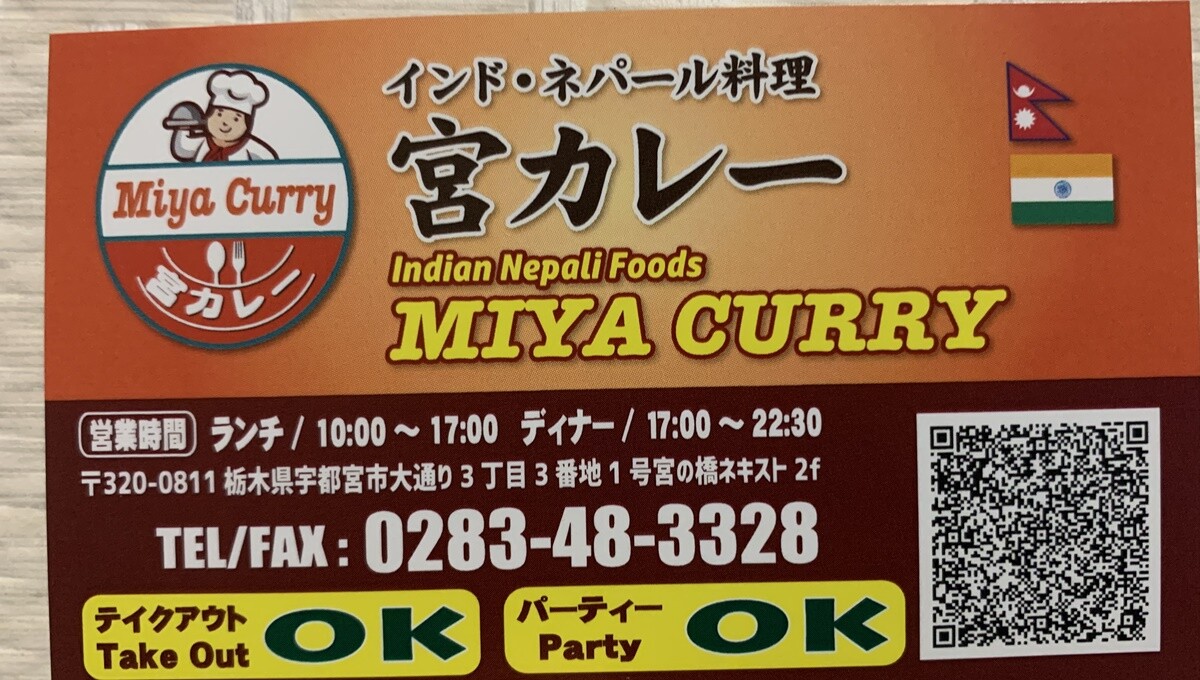 Miya Curry
宮カレー
インド・ネパール料理
宮カレー
Indian Nepali Foods
MIYA CURRY
営業時間 ランチ / 10:00 ～ 17:00 ディナー / 17:00 ～ 22:30
〒320-0811 栃木県宇都宮市大通り 3 丁目 3 番地 1 号宮の橋ネキスト 2f
TEL/FAX : 0283-48-3328
テイクアウト
Take Out
OK
パーティー
Party
OK